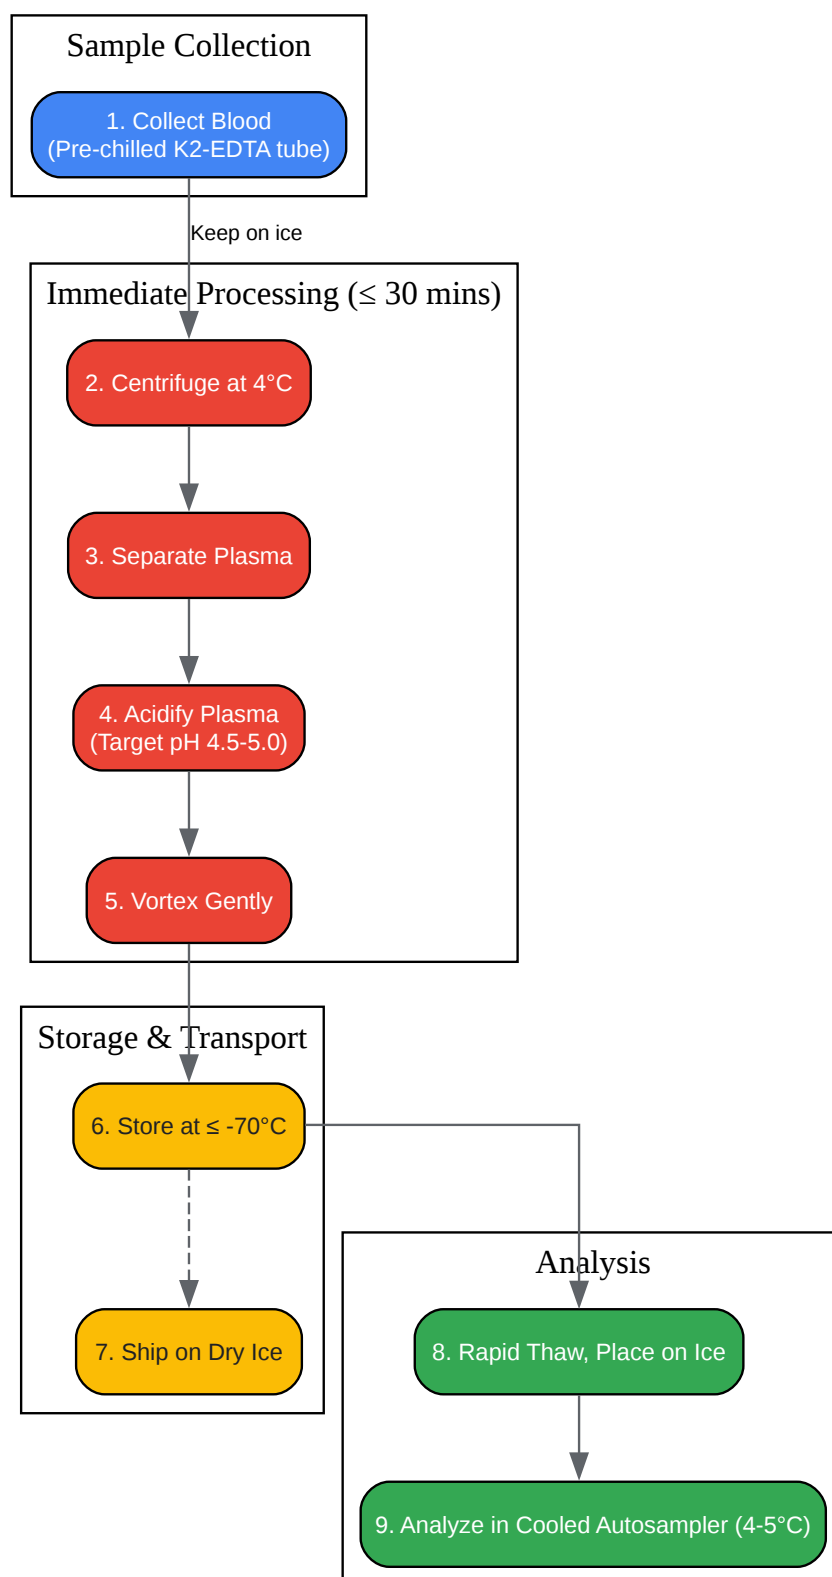 Sample Collection
1. Collect Blood
(Pre-chilled K2-EDTA tube)
Keep on ice
Immediate Processing (≤ 30 mins)
2. Centrifuge at 4°C
3. Separate Plasma
4. Acidify Plasma
(Target pH 4.5-5.0)
5. Vortex Gently
Storage & Transport
6. Store at ≤ -70°C
7. Ship on Dry Ice
Analysis
8. Rapid Thaw, Place on Ice
9. Analyze in Cooled Autosampler (4-5°C)